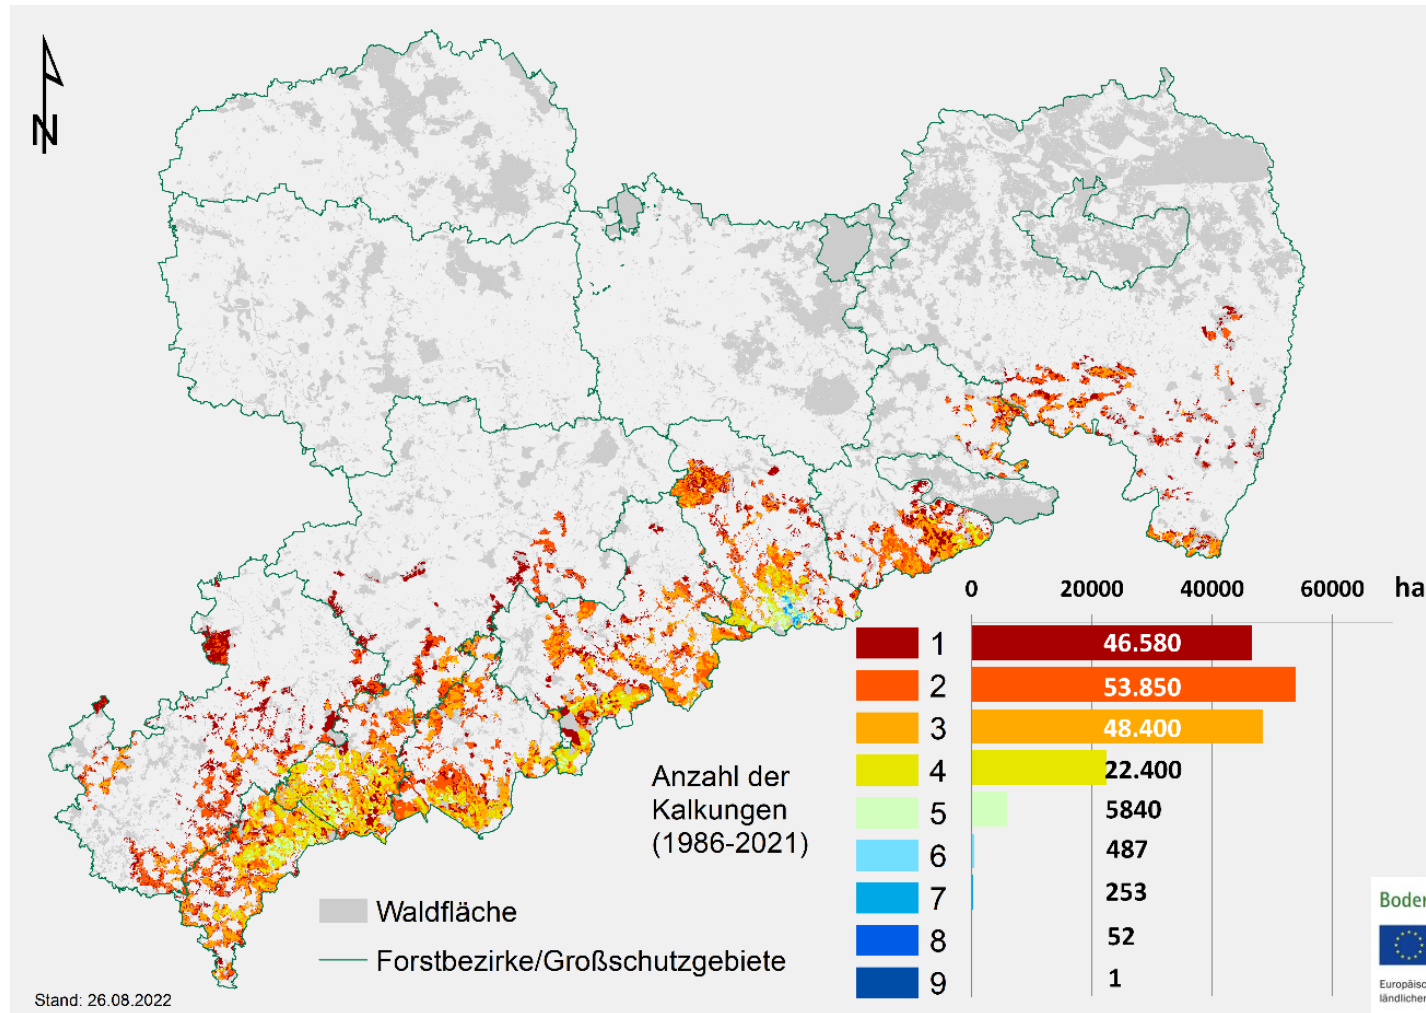 N
0 20000 40000 60000 ha
1 46.580
2 53.850
3 48.400
4 22.400
5 5840
6 487
7 253
8 52
9 1
Anzahl der
Kalkungen
(1986-2021)
Waldfläche
Forstbezirke/Großschutzgebiete
Stand: 26.08.2022